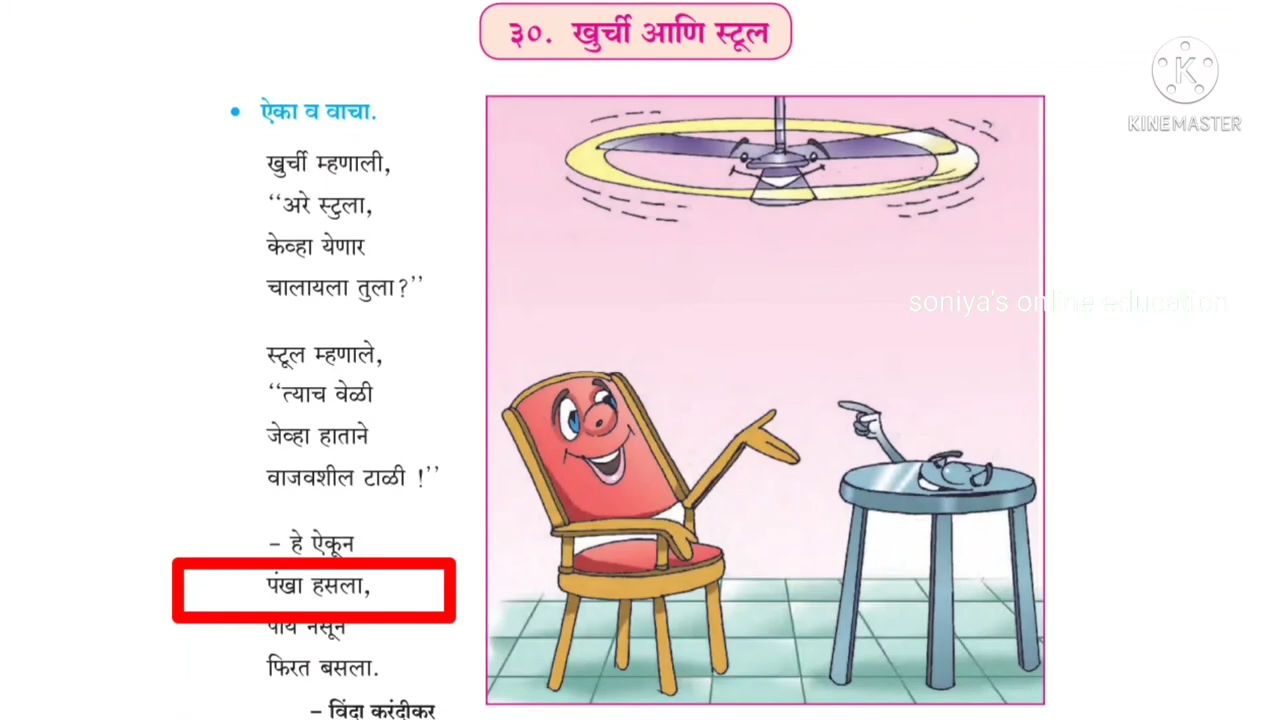 ३०. खुर्ची आणि स्टूल
• ऐका व वाचा.
खुर्ची म्हणाली,
‘‘अरे स्टुला,
केव्हा येणार
चालायला तुला?’’
स्टूल म्हणाले,
‘‘त्याच वेळी
जेव्हा हाताने
वाजवशील टाळी !’’
– हे ऐकून
पंखा हसला,
पाय नसून
फिरत बसला.
– विंदा करंदीकर
K
KINEMASTER
soniya's online education